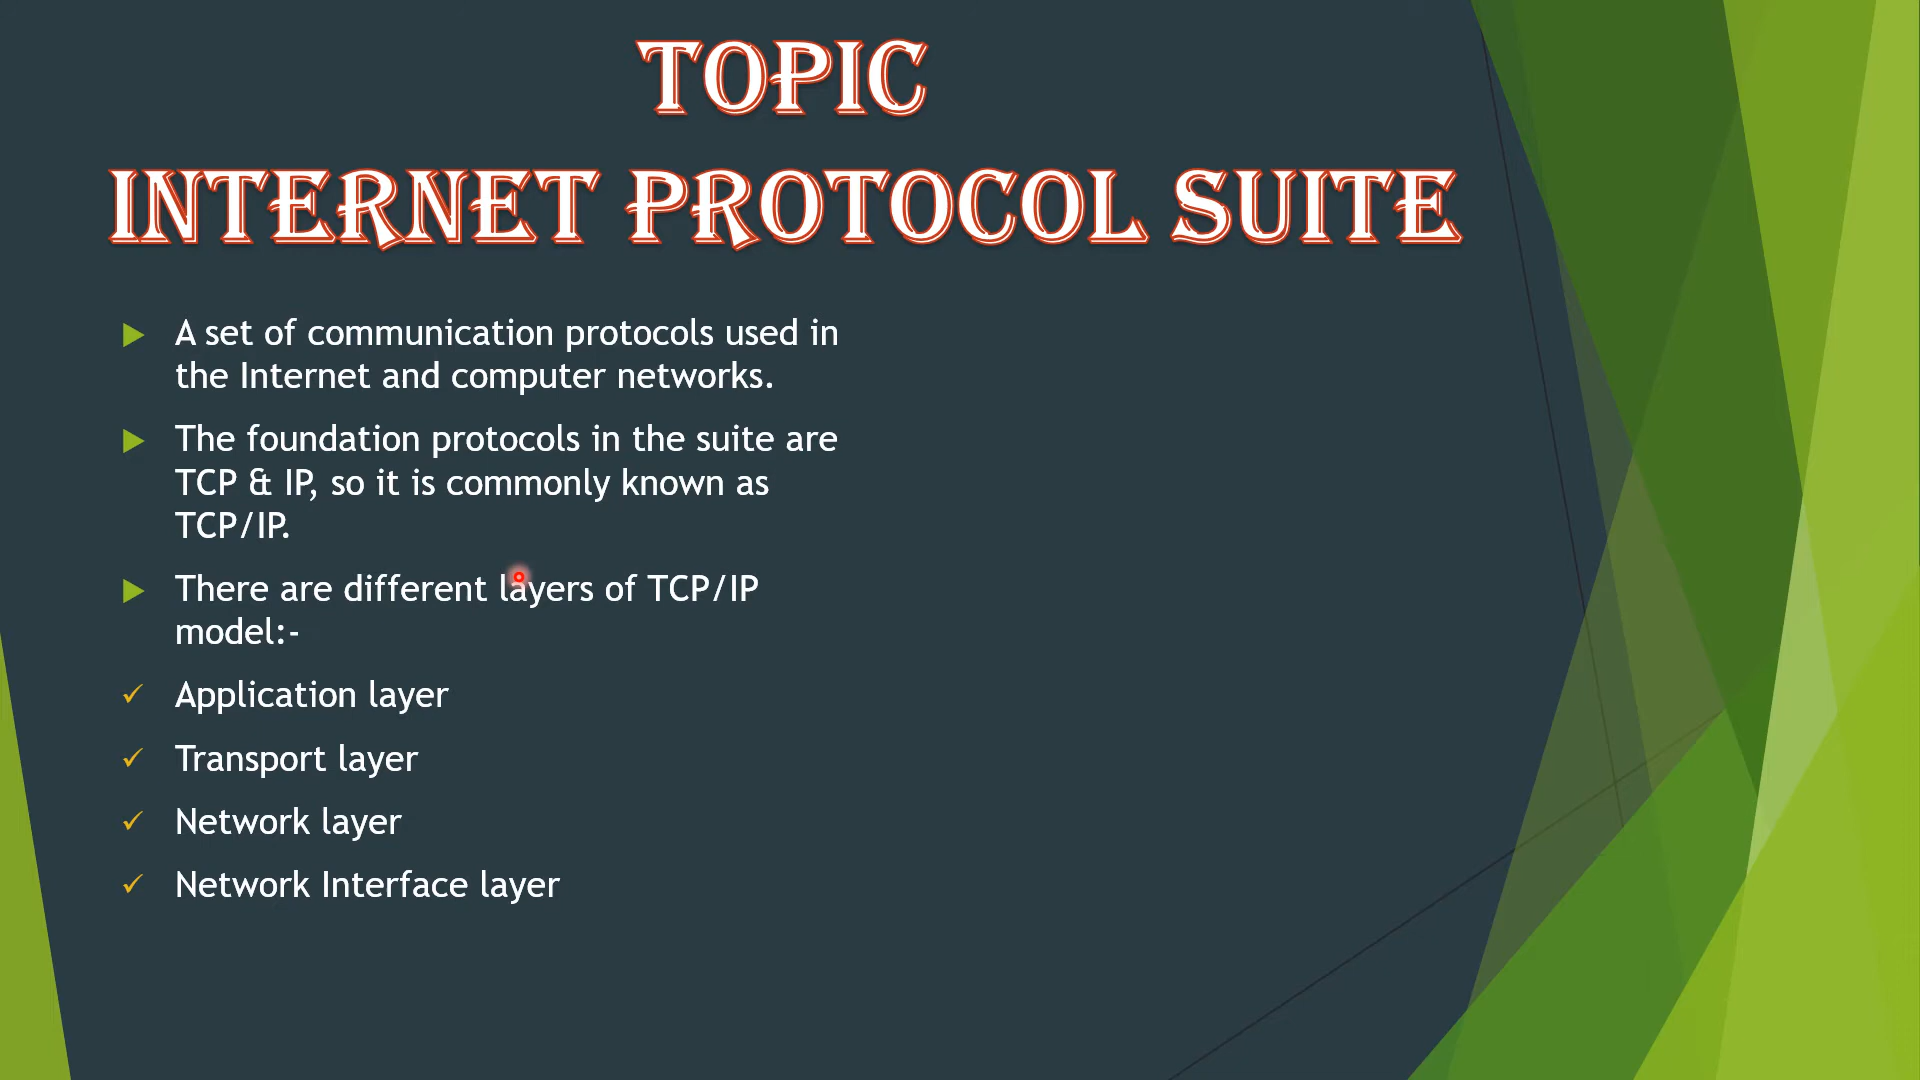 TOPIC
INTERNET PROTOCOL SUITE
A set of communication protocols used in
the Internet and computer networks.
The foundation protocols in the suite are
TCP & IP, so it is commonly known as
TCP/IP.
There are different layers of TCP/IP
model:-
Application layer
Transport layer
Network layer
Network Interface layer